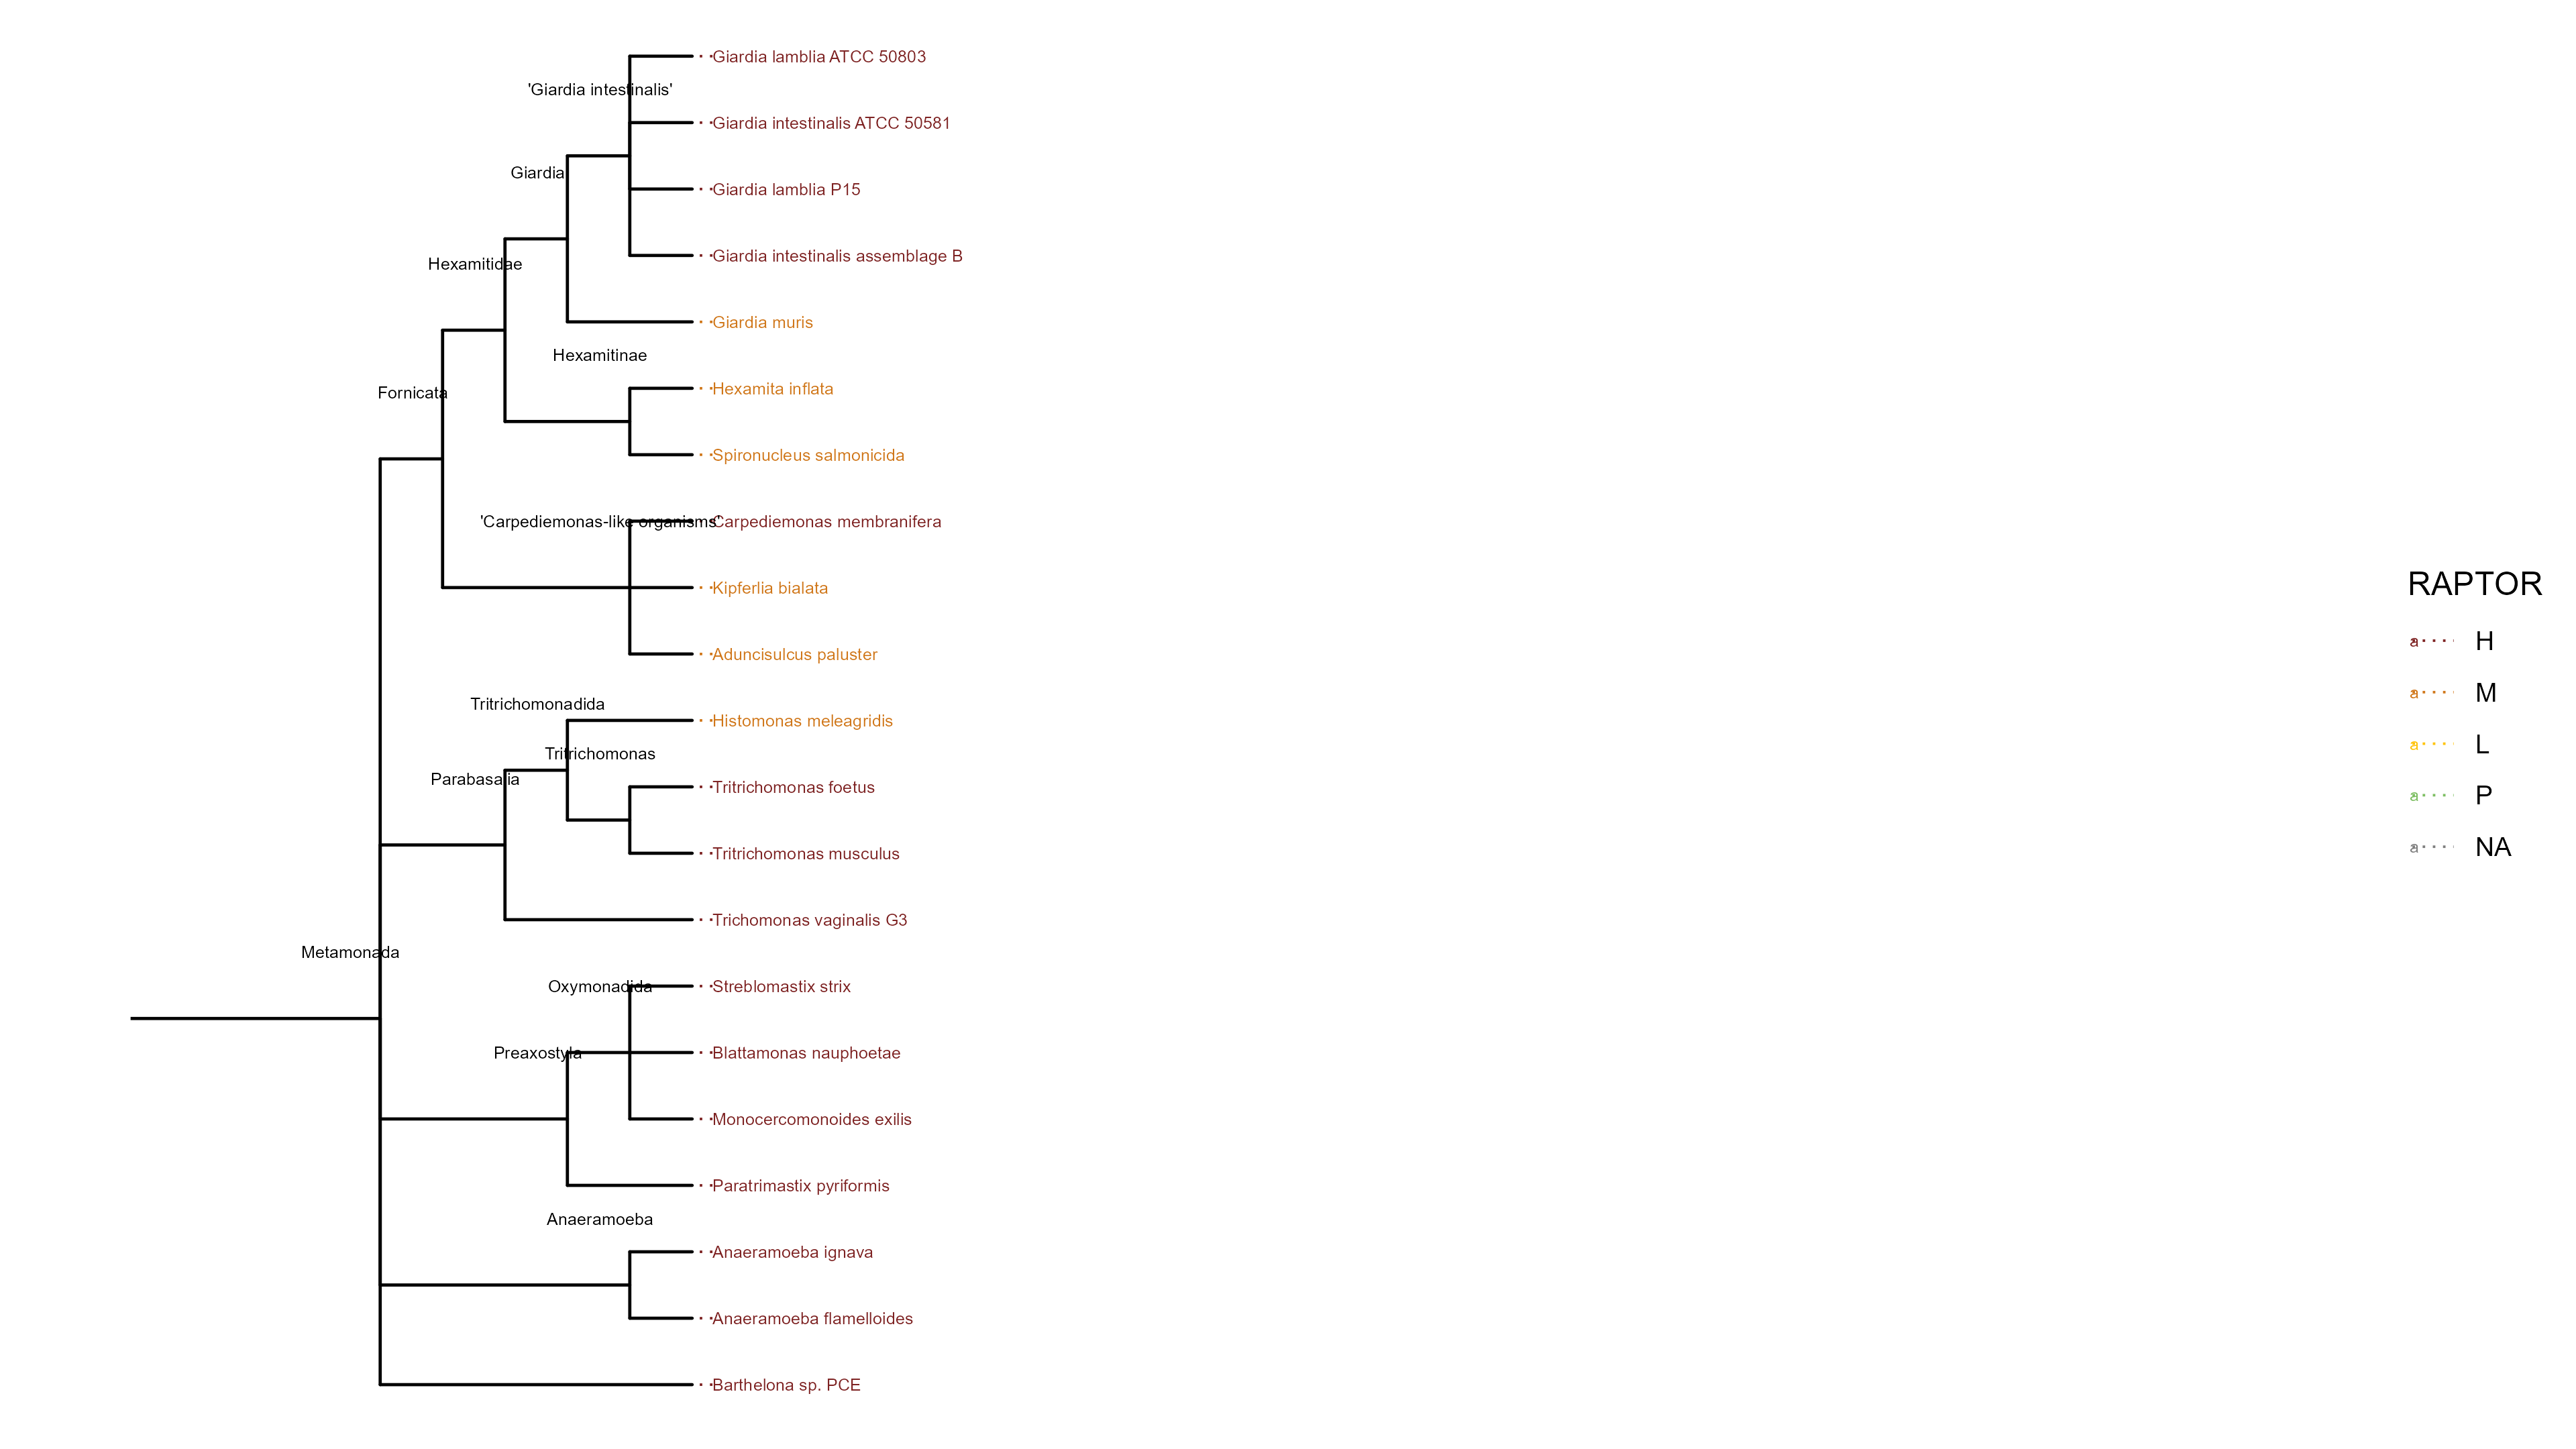 Giardia lamblia ATCC 50803
'Giardia intestinalis'
Giardia intestinalis ATCC 50581
Giardia
Giardia lamblia P15
Giardia intestinalis assemblage B
Hexamitidae
Giardia muris
Hexamitinae
Hexamita inflata
Fornicata
Spironucleus salmonicida
'Carpediemonas-like organisms'
Carpediemonas membranifera
Kipferlia bialata
Aduncisulcus paluster
Tritrichomonadida
Histomonas meleagridis
Tritrichomonas
Parabasalia
Tritrichomonas foetus
Tritrichomonas musculus
Trichomonas vaginalis G3
Metamonada
Oxymonadida
Streblomastix strix
Preaxostyla
Blattamonas nauphoetae
Monocercomonoides exilis
Paratrimastix pyriformis
Anaeramoeba
Anaeramoeba ignava
Anaeramoeba flamelloides
Barthelona sp. PCE
RAPTOR
a H
a M
a L
a P
a NA